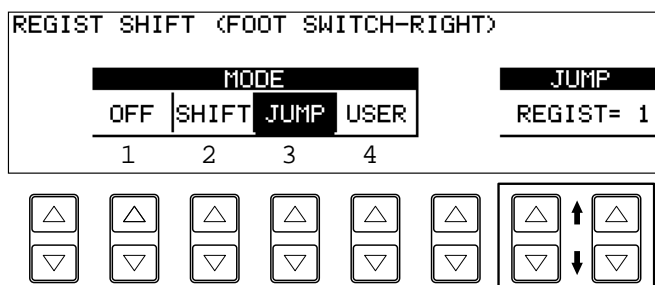 REGIST SHIFT (FOOT SWITCH-RIGHT)
MODE
JUMP
OFF SHIFT JUMP USER
REGIST= 1
1 2 3 4